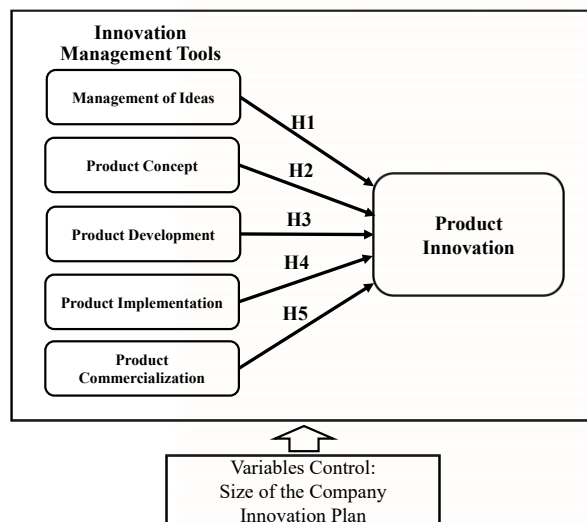 Innovation
Management Tools
Management of Ideas
H1
Product Concept
H2
Product Development
H3
Product Implementation
H4
Product
Commercialization
H5
Product
Innovation
Variables Control:
Size of the Company
Innovation Plan